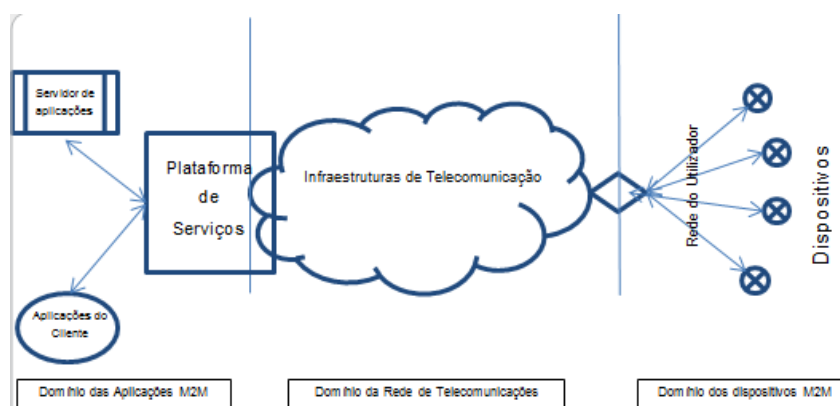 Servidor de
aplicações
Plataforma
de
Serviços
Infraestruturas de Telecomunicação
Rede do Utilizador
Dispositivos
Aplicações do
Cliente
Domínio das Aplicações M2M
Domínio da Rede de Telecomunicações
Domínio dos dispositivos M2M